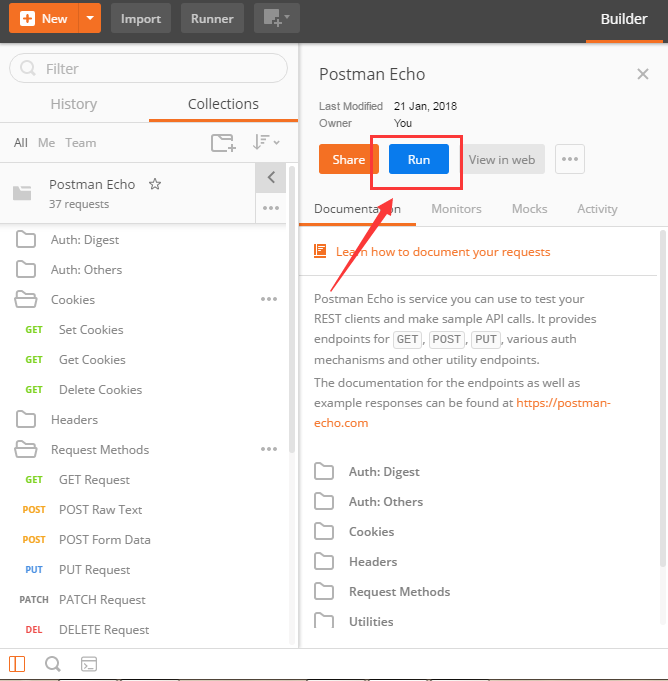 New
Import
Runner
Builder
Filter
History
Collections
All Me Team
Postman Echo
37 requests
Auth: Digest
Auth: Others
Cookies
GET Set Cookies
GET Get Cookies
GET Delete Cookies
Headers
Request Methods
GET GET Request
POST POST Raw Text
POST POST Form Data
PUT PUT Request
PATCH PATCH Request
DEL DELETE Request
Postman Echo
Last Modified 21 Jan, 2018
Owner You
Share
Run
View in web
Documentation
Monitors
Mocks
Activity
Learn how to document your requests
Postman Echo is service you can use to test your
REST clients and make sample API calls. It provides
endpoints for GET, POST, PUT, various auth
mechanisms and other utility endpoints.
The documentation for the endpoints as well as
example responses can be found at https://postman-
echo.com
Auth: Digest
Auth: Others
Cookies
Headers
Request Methods
Utilities